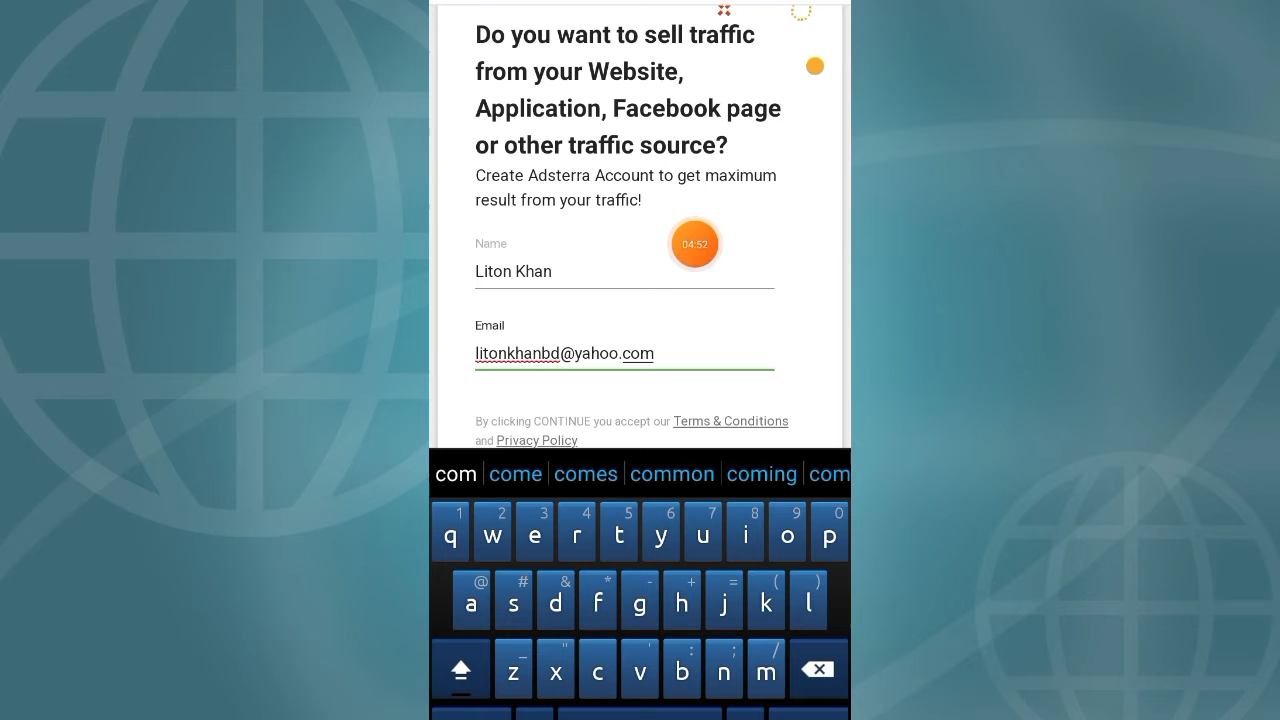 Do you want to sell traffic
from your Website,
Application, Facebook page
or other traffic source?
Create Adsterra Account to get maximum
result from your traffic!
Name
04:52
Liton Khan
Email
litonkhanbd@yahoo.com
By clicking CONTINUE you accept our Terms & Conditions
and Privacy Policy
com come comes common coming com
1 2 3 4 5 6 7 8 9 0
q w e r t y u i o p
@ # & * - + = ( )
a s d f g h j k l
_ " ' : ; /
z x c v b n m